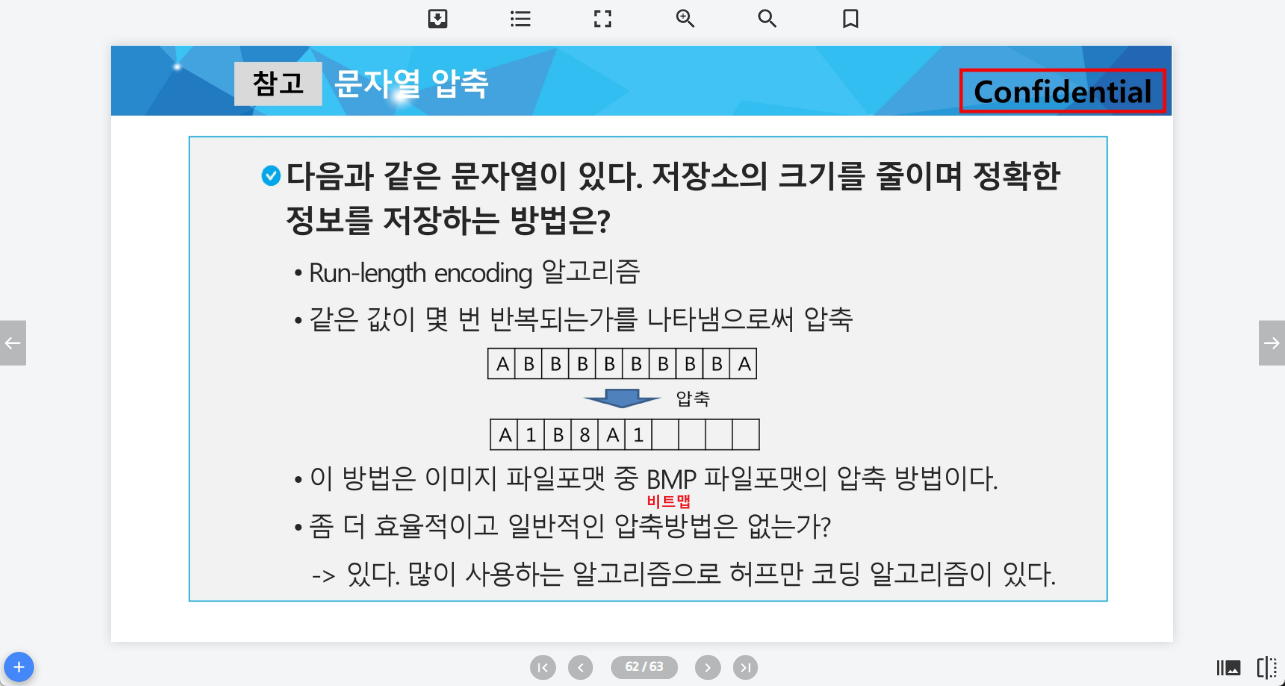 참고 문자열 압축
Confidential
다음과 같은 문자열이 있다. 저장소의 크기를 줄이며 정확한
정보를 저장하는 방법은?
• Run-length encoding 알고리즘
• 같은 값이 몇 번 반복되는가를 나타냄으로써 압축
A B B B B B B B B A
압축
A 1 B 8 A 1
• 이 방법은 이미지 파일포맷 중 BMP 파일포맷의 압축 방법이다.
비트맵
• 좀 더 효율적이고 일반적인 압축방법은 없는가?
-> 있다. 많이 사용하는 알고리즘으로 허프만 코딩 알고리즘이 있다.
62 / 63